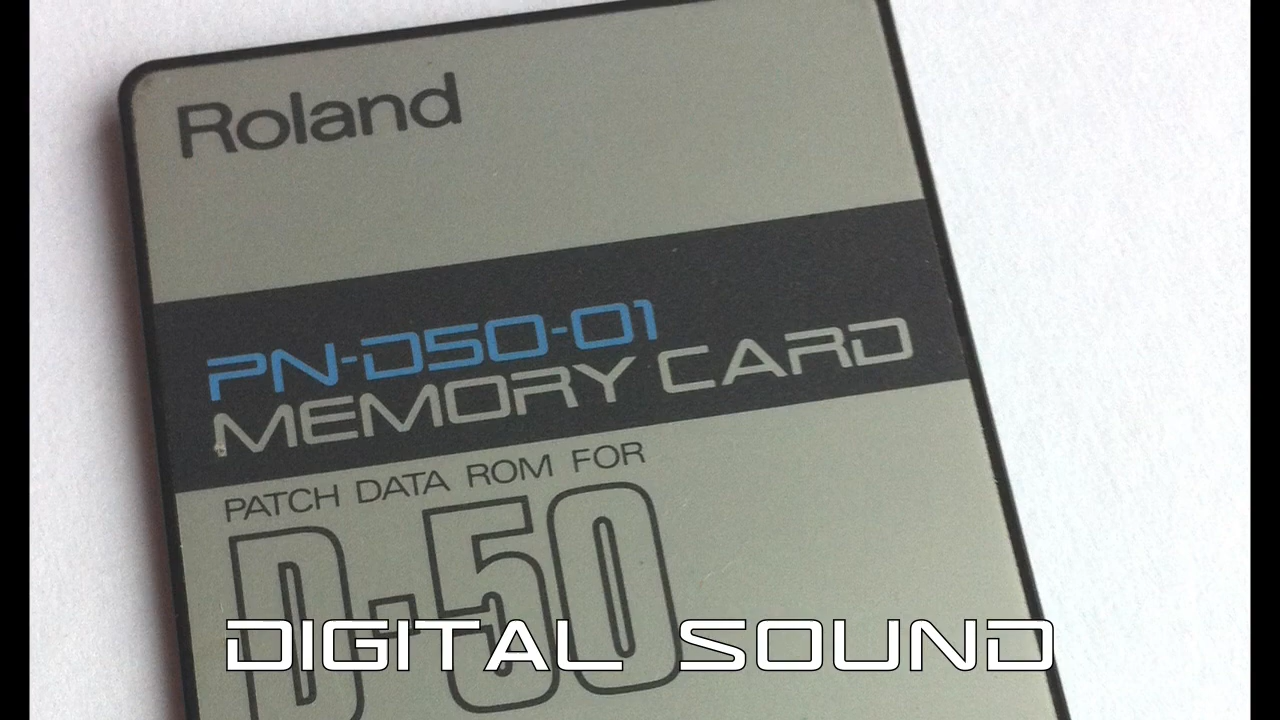 Roland
PN-D50-01
MEMORY CARD
PATCH DATA ROM FOR
D-50
DIGITAL SOUND